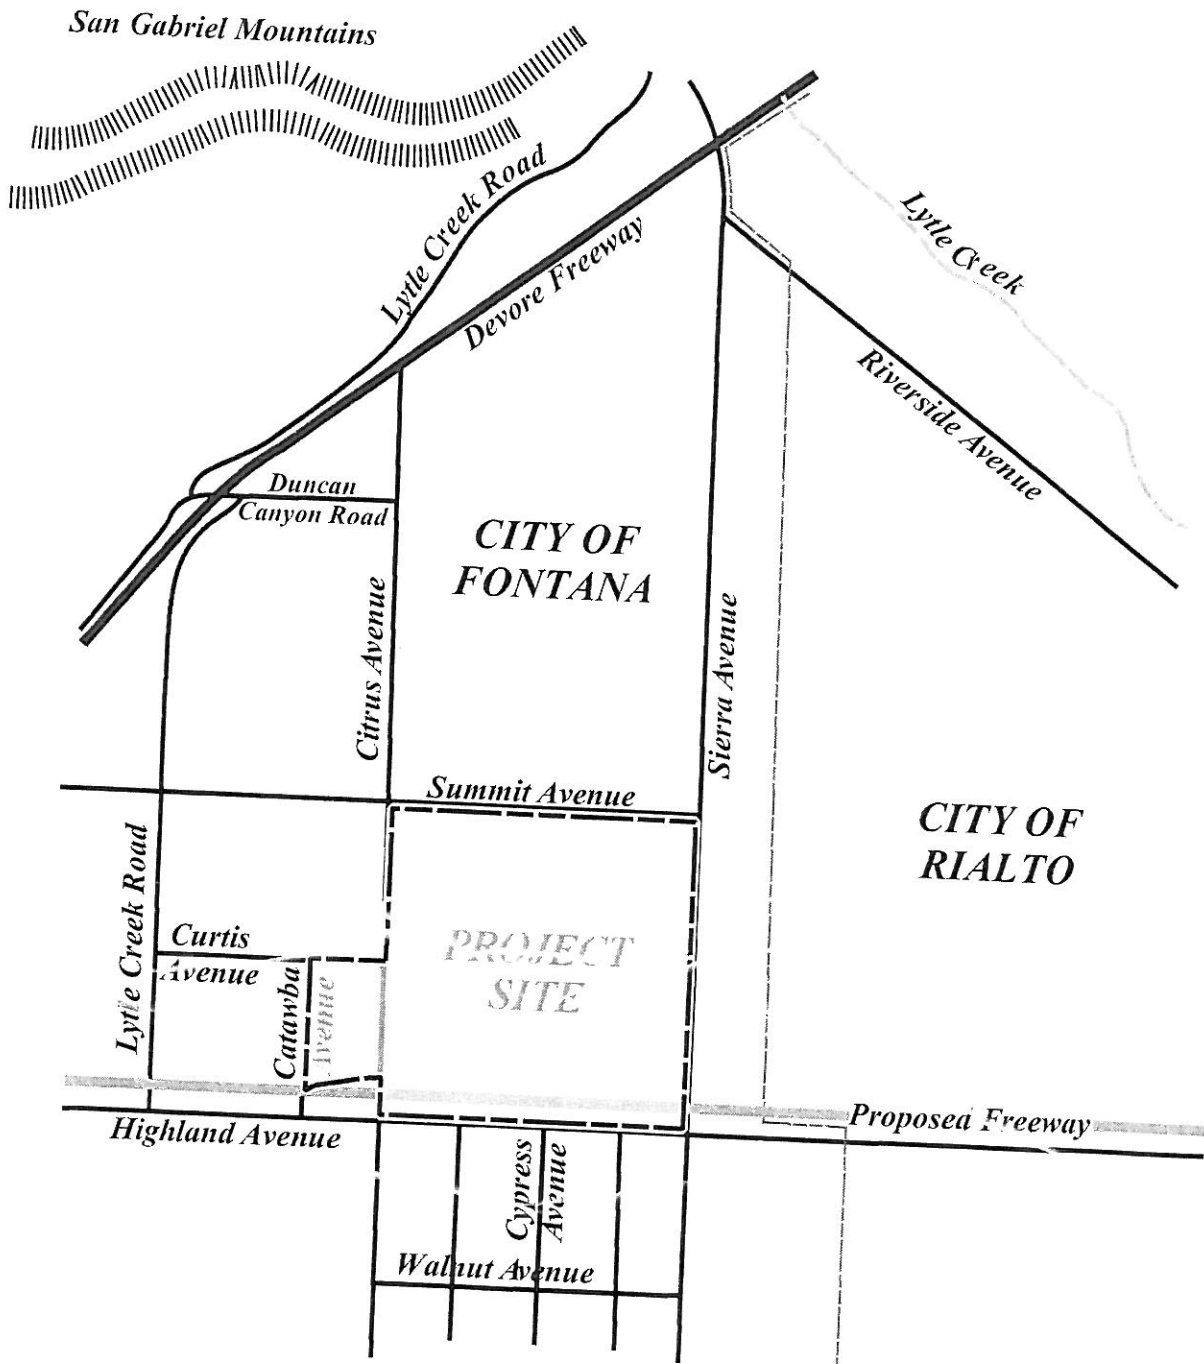 San Gabriel Mountains
Lytle Creek Road
Devore Freeway
Lytle Creek
Riverside Avenue
Duncan
Canyon Road
CITY OF
FONTANA
Citrus Avenue
Sierra Avenue
Summit Avenue
CITY OF
RIALTO
Lytle Creek Road
Curtis
Avenue
Catawba
Avenue
PROJECT
SITE
Proposed Freeway
Highland Avenue
Cypress
Avenue
Walnut Avenue